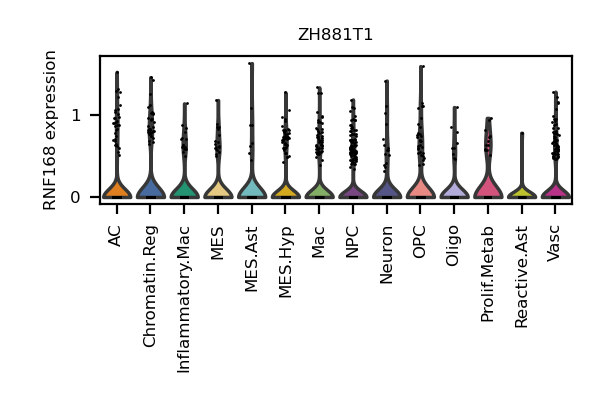 ZH881T1
RNF168 expression
1
0
AC
Chromatin.Reg
Inflammatory.Mac
MES
MES.Ast
MES.Hyp
Mac
NPC
Neuron
OPC
Oligo
Prolif.Metab
Reactive.Ast
Vasc